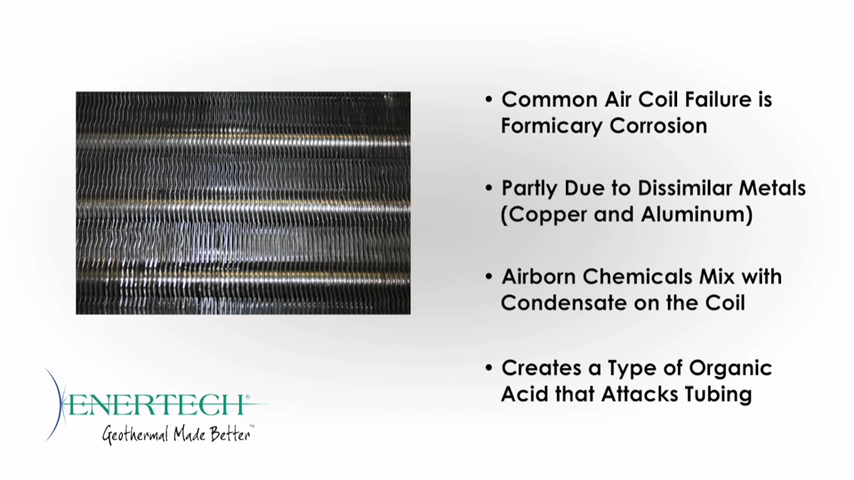 • Common Air Coil Failure is
Formicary Corrosion
• Partly Due to Dissimilar Metals
(Copper and Aluminum)
• Airborn Chemicals Mix with
Condensate on the Coil
• Creates a Type of Organic
Acid that Attacks Tubing
ENERTECH®
Geothermal Made Better™